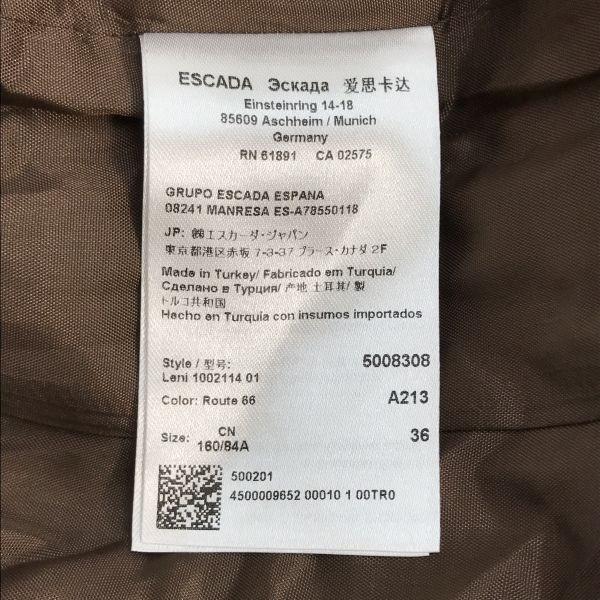 ESCADA Эскада 爱思卡达
Einsteinring 14-18
85609 Aschheim / Munich
Germany
RN 61891 CA 02575
GRUPO ESCADA ESPANA
08241 MANRESA ES-A78550118
JP: ㈱エスカーダ・ジャパン
東京都港区赤坂 7-3-37 プラース・カナダ 2F
Made in Turkey/ Fabricado em Turquia/
Сделано в Турции/ 产地 土耳其/ 製
トルコ共和国
Hecho en Turquia con insumos importados
Style / 型号: 5008308
Leni 1002114 01
Color: Route 66 A213
Size: CN 160/84A 36
500201
4500009652 00010 1 00TR0